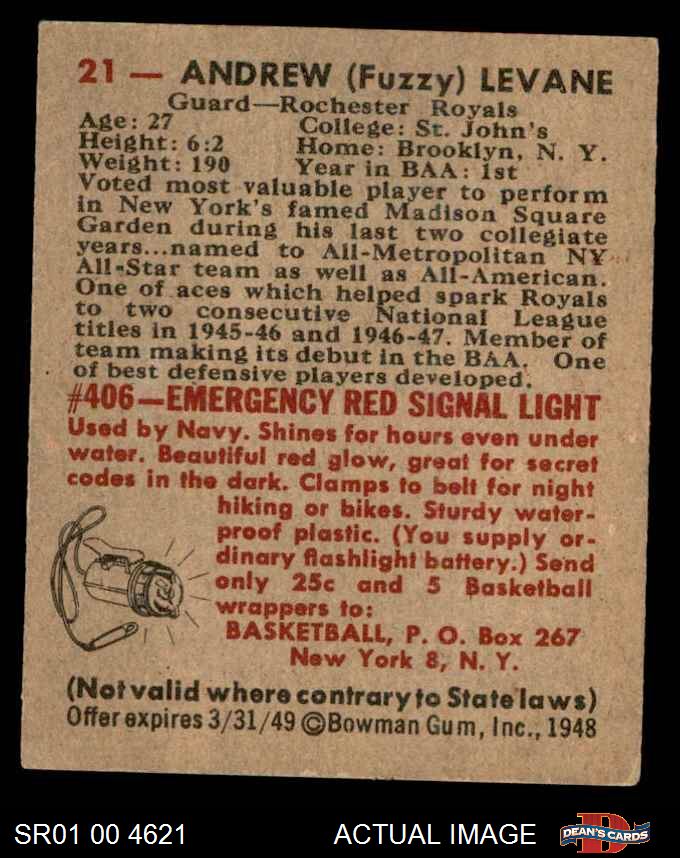 21 — ANDREW (Fuzzy) LEVANE
Guard—Rochester Royals
Age: 27 College: St. John's
Height: 6:2 Home: Brooklyn, N. Y.
Weight: 190 Year in BAA: 1st
Voted most valuable player to perform
in New York's famed Madison Square
Garden during his last two collegiate
years...named to All-Metropolitan NY
All-Star team as well as All-American.
One of aces which helped spark Royals
to two consecutive National League
titles in 1945-46 and 1946-47. Member of
team making its debut in the BAA. One
of best defensive players developed.
#406—EMERGENCY RED SIGNAL LIGHT
Used by Navy. Shines for hours even under
water. Beautiful red glow, great for secret
codes in the dark. Clamps to belt for night
hiking or bikes. Sturdy water-
proof plastic. (You supply or-
dinary flashlight battery.) Send
only 25c and 5 Basketball
wrappers to:
BASKETBALL, P. O. Box 267
New York 8, N. Y.
(Not valid where contrary to State laws)
Offer expires 3/31/49 ©Bowman Gum, Inc., 1948
SR01 00 4621 ACTUAL IMAGE D DEAN'S CARDS